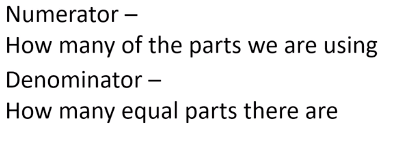 Numerator –
How many of the parts we are using
Denominator –
How many equal parts there are